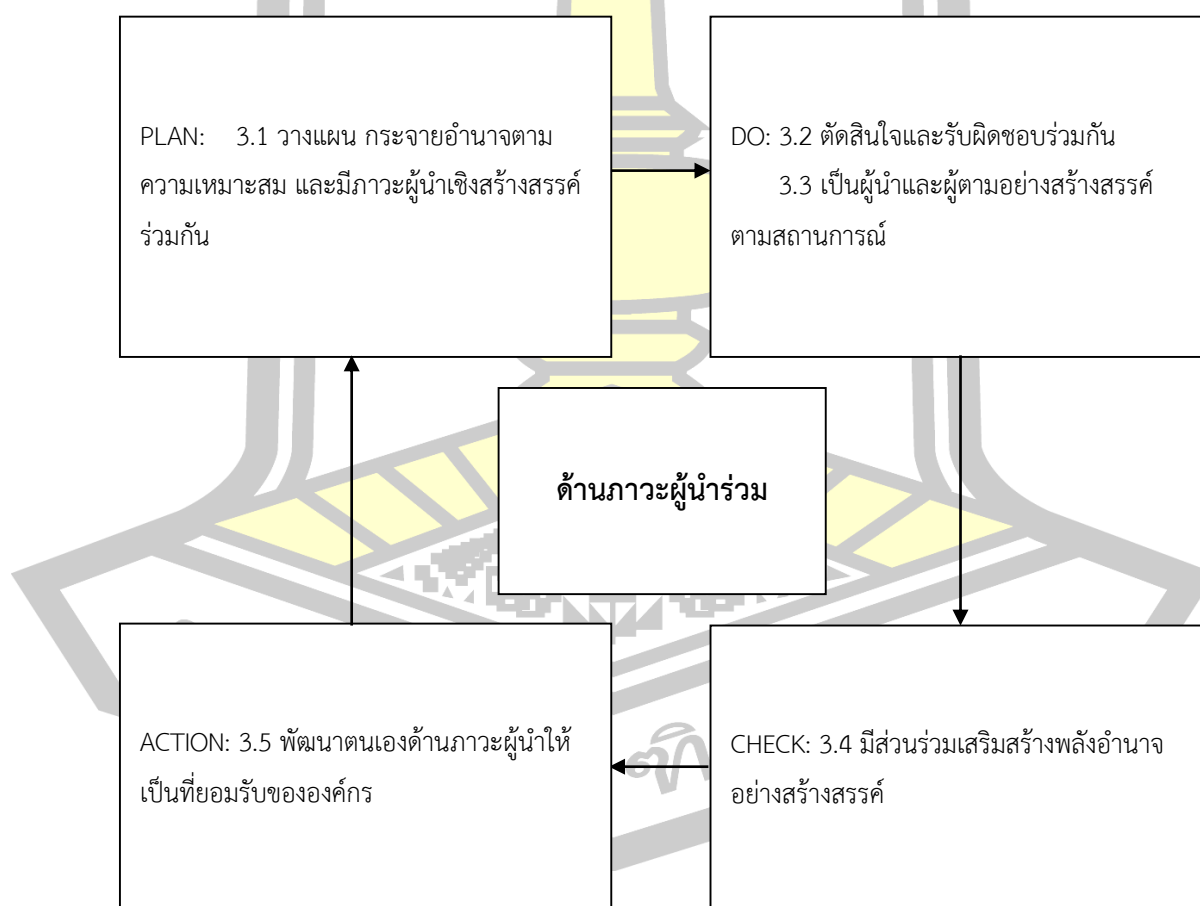 PLAN: 3.1 วางแผน กระจายอำนาจตาม
ความเหมาะสม และมีภาวะผู้นำเชิงสร้างสรรค์
ร่วมกัน
DO: 3.2 ตัดสินใจและรับผิดชอบร่วมกัน
3.3 เป็นผู้นำและผู้ตามอย่างสร้างสรรค์
ตามสถานการณ์
ด้านภาวะผู้นำร่วม
ACTION: 3.5 พัฒนาตนเองด้านภาวะผู้นำให้
เป็นที่ยอมรับขององค์กร
CHECK: 3.4 มีส่วนร่วมเสริมสร้างพลังอำนาจ
อย่างสร้างสรรค์